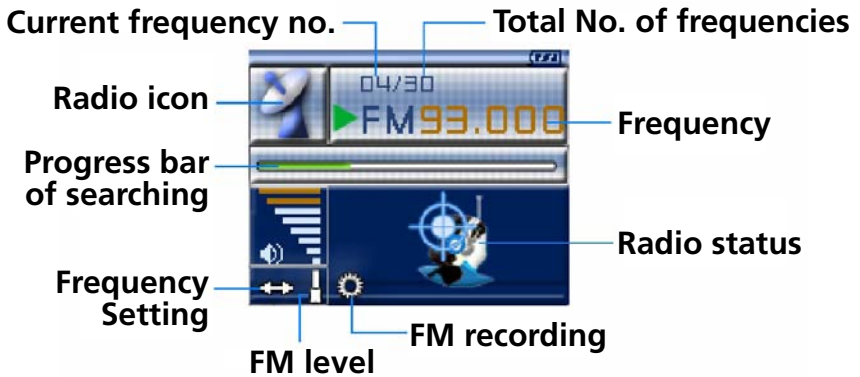 Current frequency no.
Total No. of frequencies
04/30
Radio icon
FM93.000
Frequency
Progress bar
of searching
Radio status
Frequency
Setting
FM recording
FM level